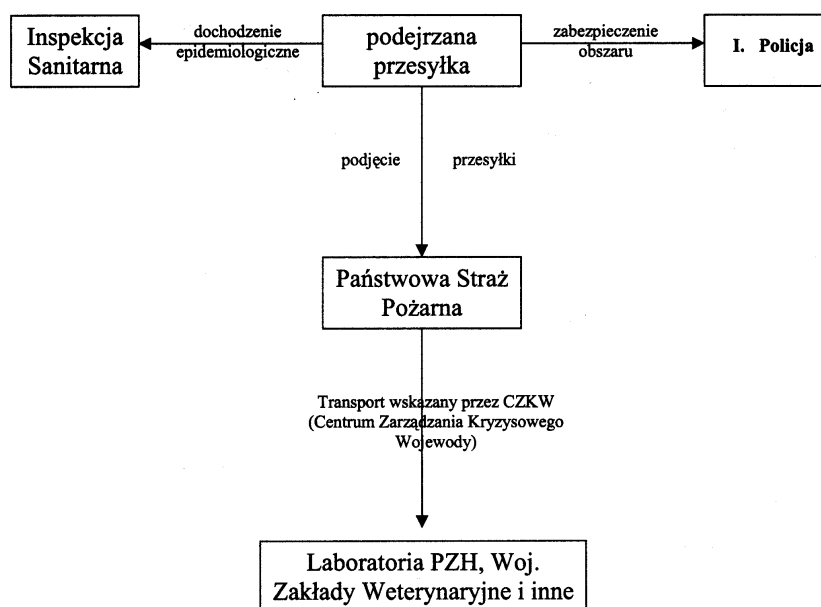 Inspekcja
Sanitarna
dochodzenie
epidemiologiczne
podejrzana
przesyłka
zabezpieczenie
obszaru
I. Policja
podjęcie przesyłki
Państwowa Straż
Pożarna
Transport wskazany przez CZKW
(Centrum Zarządzania Kryzysowego
Wojewody)
Laboratoria PZH, Woj.
Zakłady Weterynaryjne i inne